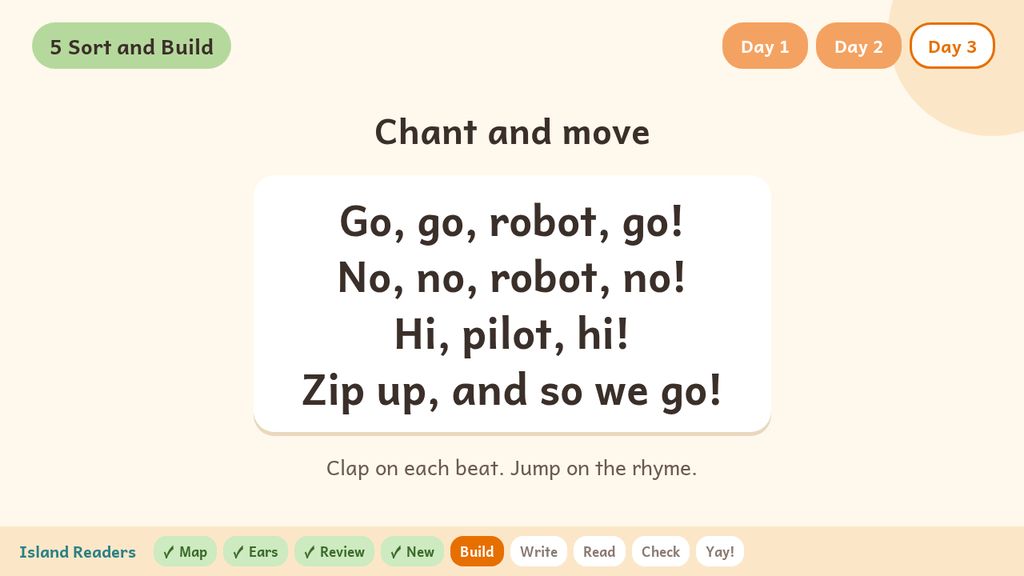 5 Sort and Build
Day 1
Day 2
Day 3
Chant and move
Go, go, robot, go!
No, no, robot, no!
Hi, pilot, hi!
Zip up, and so we go!
Clap on each beat. Jump on the rhyme.
Island Readers
✓ Map
✓ Ears
✓ Review
✓ New
Build
Write
Read
Check
Yay!